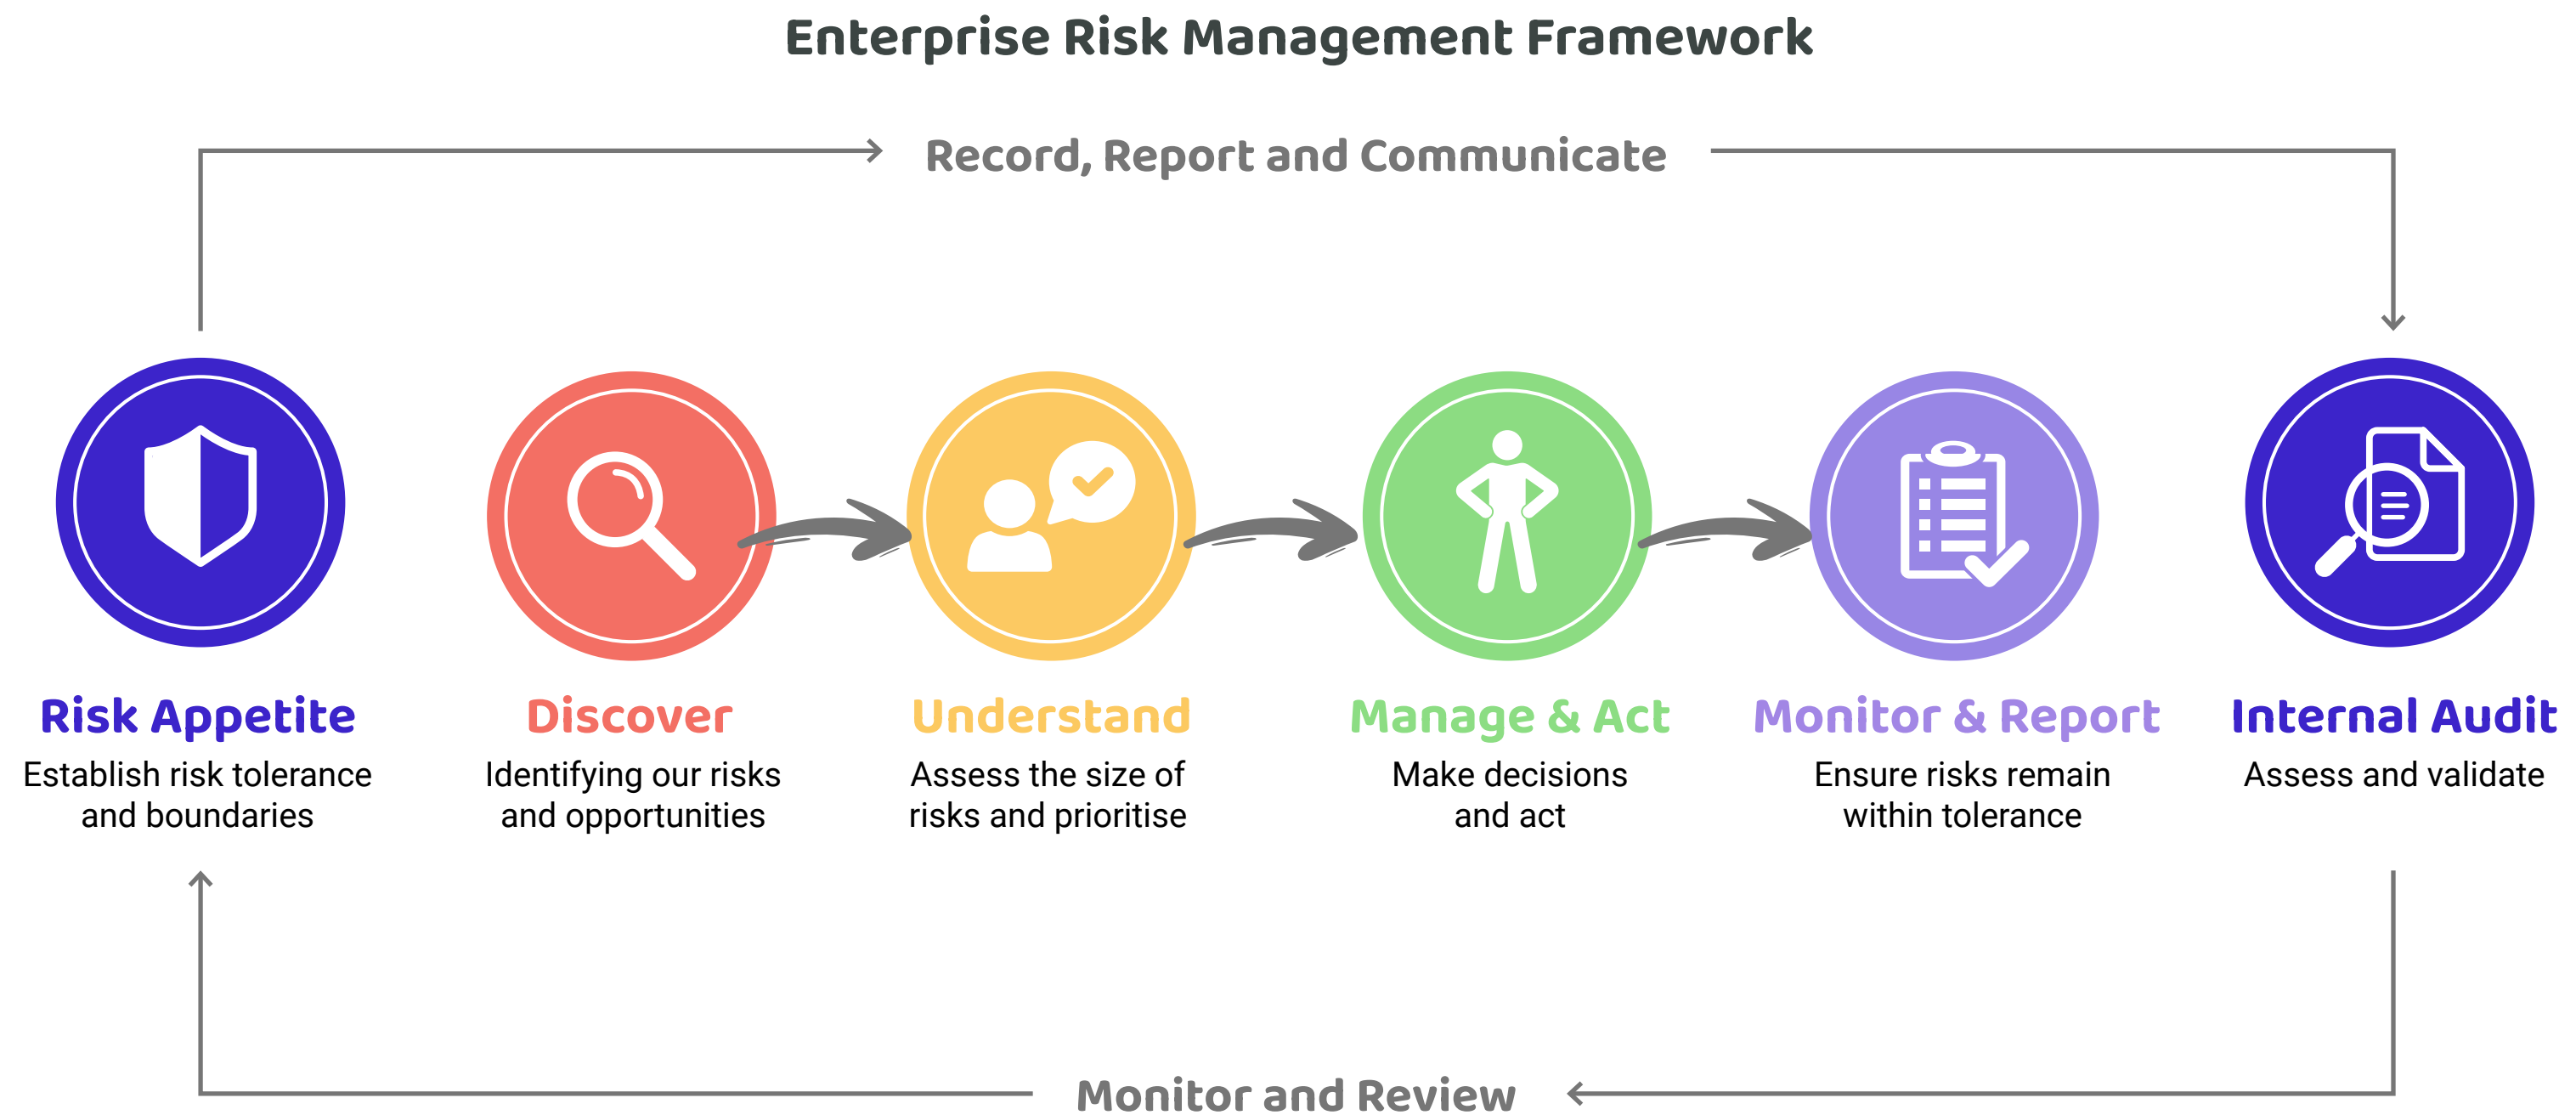 Enterprise Risk Management Framework
Record, Report and Communicate
Risk Appetite
Establish risk tolerance
and boundaries
Discover
Identifying our risks
and opportunities
Understand
Assess the size of
risks and prioritise
Manage & Act
Make decisions
and act
Monitor & Report
Ensure risks remain
within tolerance
Internal Audit
Assess and validate
Monitor and Review